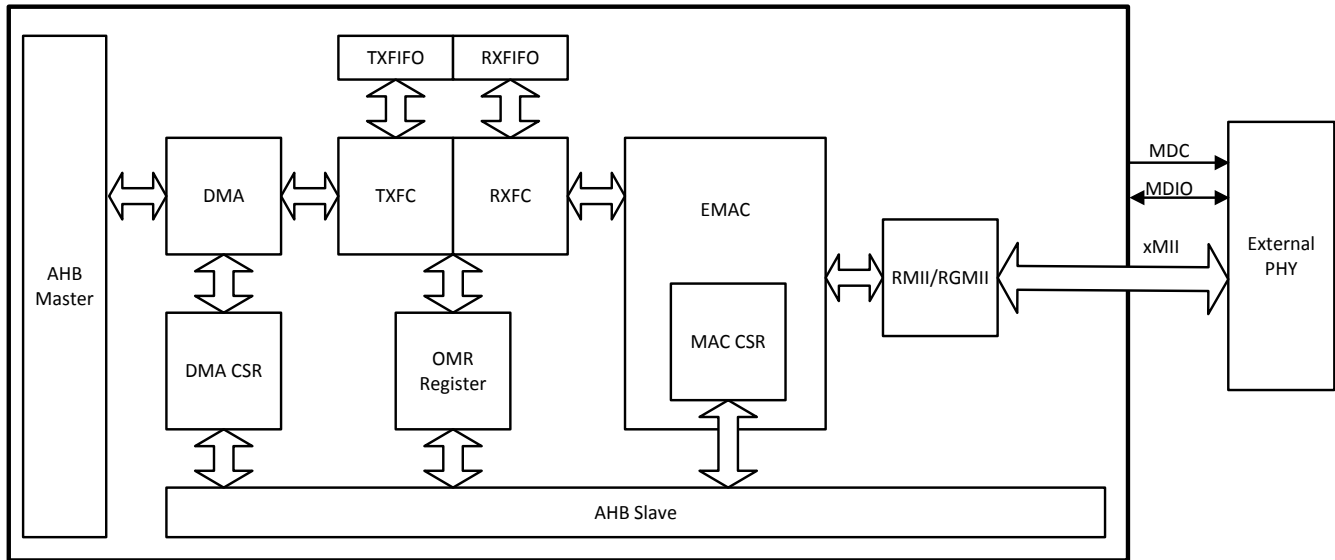 TXFIFO
RXFIFO
AHB
Master
DMA
TXFC
RXFC
EMAC
MDC
MDIO
xMII
External
PHY
RMII/RGMII
DMA CSR
OMR
Register
MAC CSR
AHB Slave